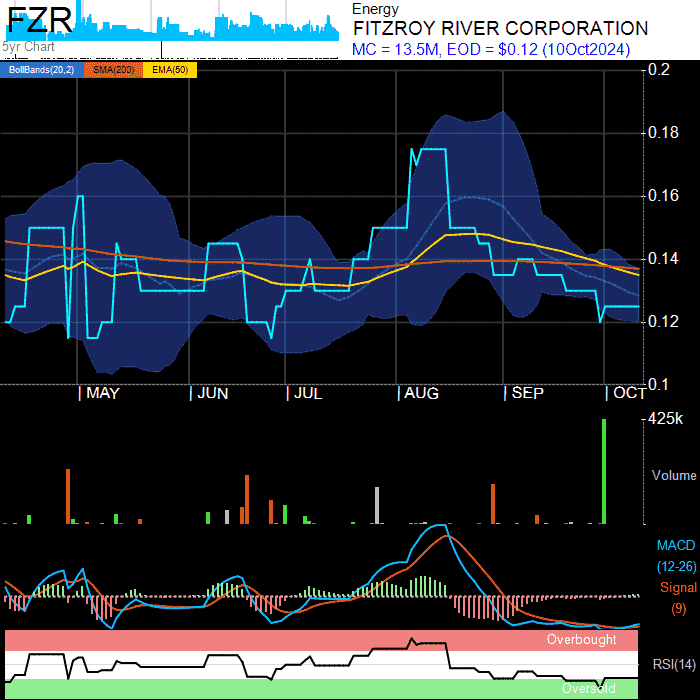 FZR
5yr Chart
Energy
FITZROY RIVER CORPORATION
MC = 13.5M, EOD = $0.12 (10Oct2024)
BollBands(20,2) SMA(200) EMA(50)
0.2
0.18
0.16
0.14
0.12
0.1
| MAY | JUN | JUL | AUG | SEP | OCT
425k
Volume
MACD
(12-26)
Signal
(9)
Overbought
RSI(14)
Oversold